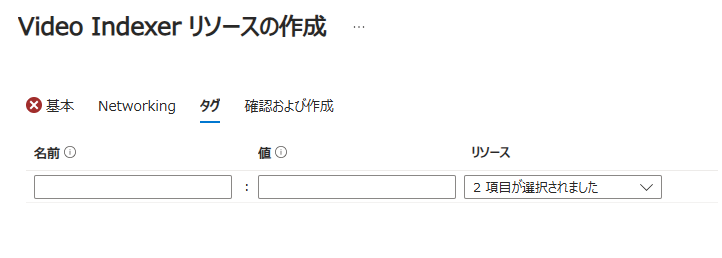 Video Indexer リソースの作成 …
基本 Networking タグ 確認および作成
名前 値 リソース
: 2 項目が選択されました